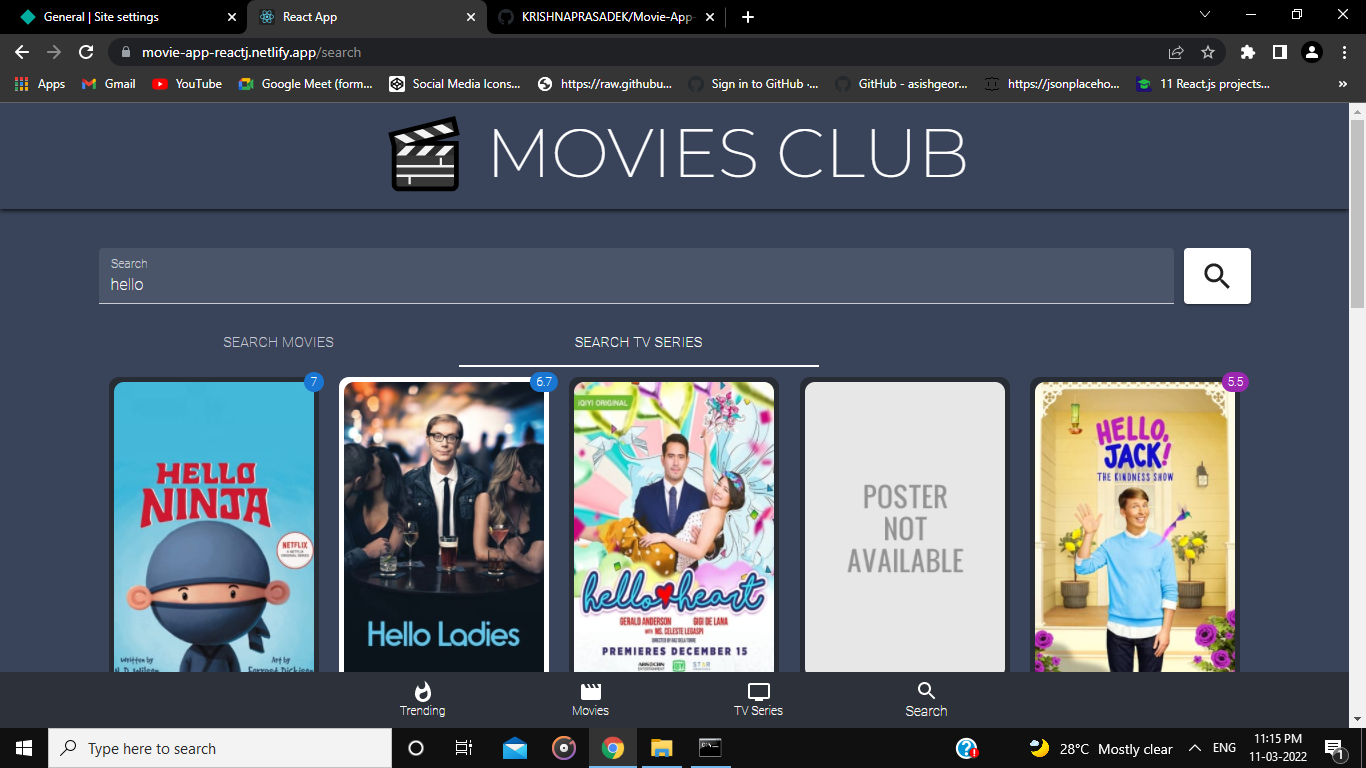 General | Site settings
React App
KRISHNAPRASADEK/Movie-App-
movie-app-reactj.netlify.app/search
Apps
Gmail
YouTube
Google Meet (form...
Social Media Icons...
https://raw.githubu...
Sign in to GitHub ·...
GitHub - asishgeor...
https://jsonplaceho...
11 React.js projects...
»
MOVIES CLUB
Search
hello
SEARCH MOVIES
SEARCH TV SERIES
7
6.7
5.5
HELLO
NINJA
NETFLIX
A NETFLIX
ORIGINAL SERIES
Written by
Art by
Hello Ladies
iQIYI ORIGINAL
hello heart
GERALD ANDERSON
GIGI DE LANA
WITH MS. CELESTE LEGASPI
PREMIERES DECEMBER 15
POSTER
NOT
AVAILABLE
HELLO,
JACK!
THE KINDNESS SHOW
Trending
Movies
TV Series
Search
Type here to search
28°C Mostly clear
ENG
11:15 PM
11-03-2022
1